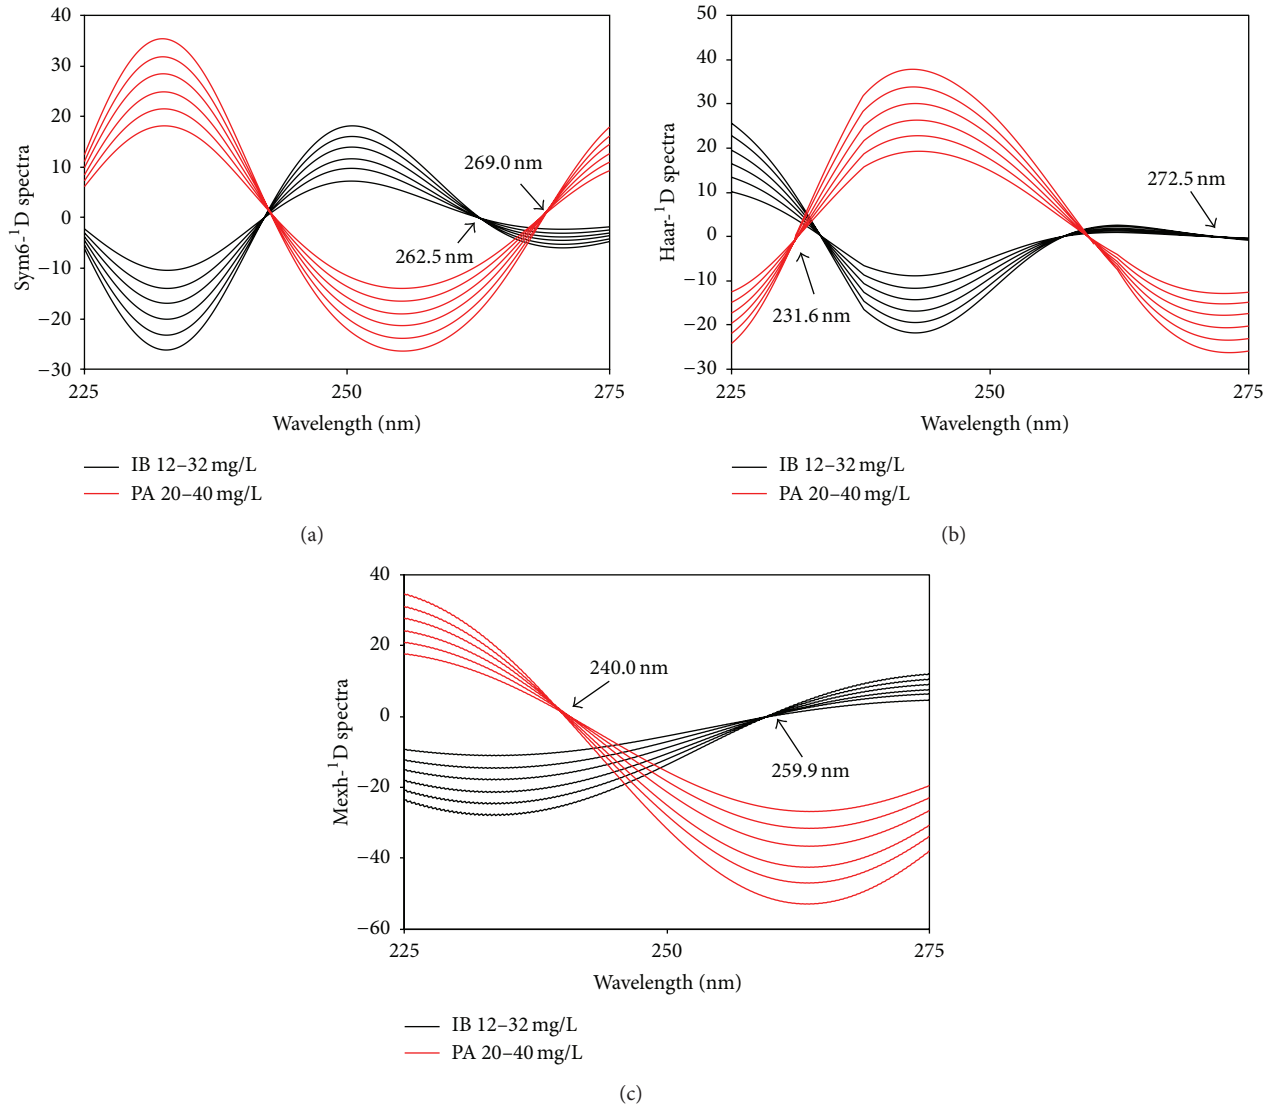 40
30
20
10
0
−10
−20
−30
225
250
275
Sym6-¹D spectra
Wavelength (nm)
269.0 nm
262.5 nm
IB 12–32 mg/L
PA 20–40 mg/L
(a)
50
40
30
20
10
0
−10
−20
−30
225
250
275
Haar-¹D spectra
Wavelength (nm)
272.5 nm
231.6 nm
IB 12–32 mg/L
PA 20–40 mg/L
(b)
40
20
0
−20
−40
−60
225
250
275
Mexh-¹D spectra
Wavelength (nm)
240.0 nm
259.9 nm
IB 12–32 mg/L
PA 20–40 mg/L
(c)